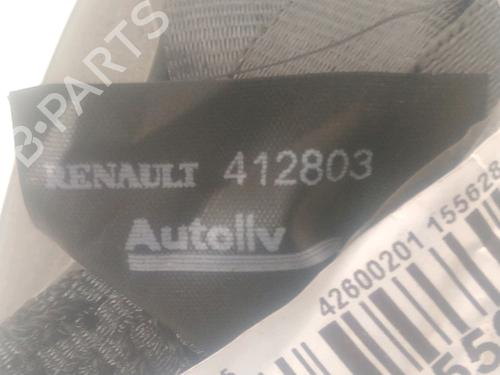 B-PARTS
RENAULT 412803
Autoliv
42600201 155628